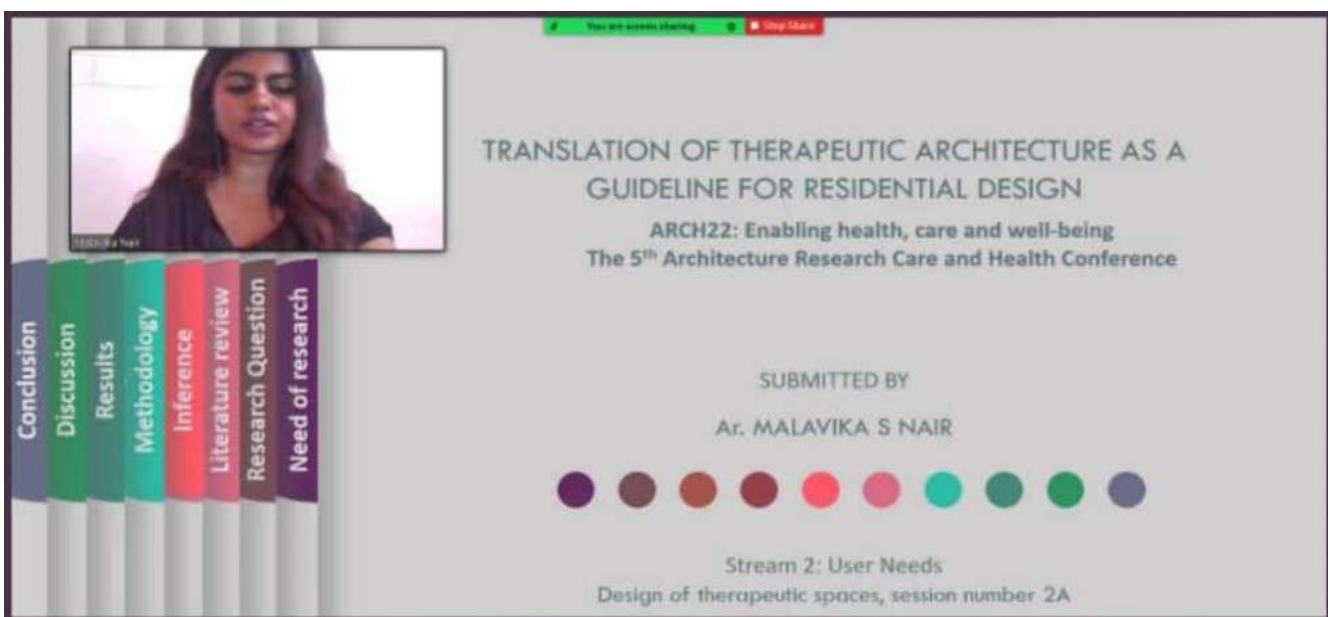 You are screen sharing
Stop Share
TRANSLATION OF THERAPEUTIC ARCHITECTURE AS A
GUIDELINE FOR RESIDENTIAL DESIGN
ARCH22: Enabling health, care and well-being
The 5th Architecture Research Care and Health Conference
Conclusion
Discussion
Results
Methodology
Inference
Literature review
Research Question
Need of research
SUBMITTED BY
Ar. MALAVIKA S NAIR
Stream 2: User Needs
Design of therapeutic spaces, session number 2A